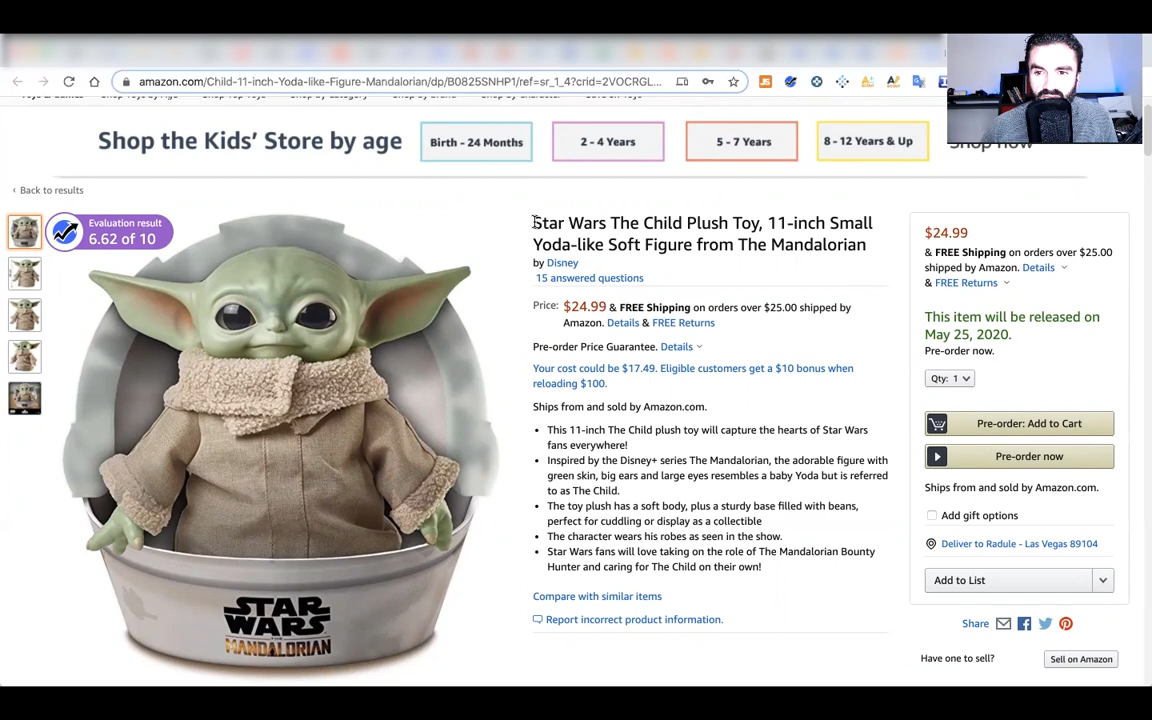 amazon.com/Child-11-inch-Yoda-like-Figure-Mandalorian/dp/B0825SNHP1/ref=sr_1_4?crid=2VOCRGL...
Shop the Kids' Store by age
Birth - 24 Months
2 - 4 Years
5 - 7 Years
8 - 12 Years & Up
Shop now
‹ Back to results
Evaluation result
6.62 of 10
STAR
WARS
THE
MANDALORIAN
Star Wars The Child Plush Toy, 11-inch Small
Yoda-like Soft Figure from The Mandalorian
by Disney
15 answered questions
Price: $24.99 & FREE Shipping on orders over $25.00 shipped by
Amazon. Details & FREE Returns
Pre-order Price Guarantee. Details
Your cost could be $17.49. Eligible customers get a $10 bonus when
reloading $100.
Ships from and sold by Amazon.com.
• This 11-inch The Child plush toy will capture the hearts of Star Wars
fans everywhere!
• Inspired by the Disney+ series The Mandalorian, the adorable figure with
green skin, big ears and large eyes resembles a baby Yoda but is referred
to as The Child.
• The toy plush has a soft body, plus a sturdy base filled with beans,
perfect for cuddling or display as a collectible
• The character wears his robes as seen in the show.
• Star Wars fans will love taking on the role of The Mandalorian Bounty
Hunter and caring for The Child on their own!
Compare with similar items
Report incorrect product information.
$24.99
& FREE Shipping on orders over $25.00
shipped by Amazon. Details
& FREE Returns
This item will be released on
May 25, 2020.
Pre-order now.
Qty: 1
Pre-order: Add to Cart
Pre-order now
Ships from and sold by Amazon.com.
Add gift options
Deliver to Radule - Las Vegas 89104
Add to List
Share
Have one to sell?
Sell on Amazon